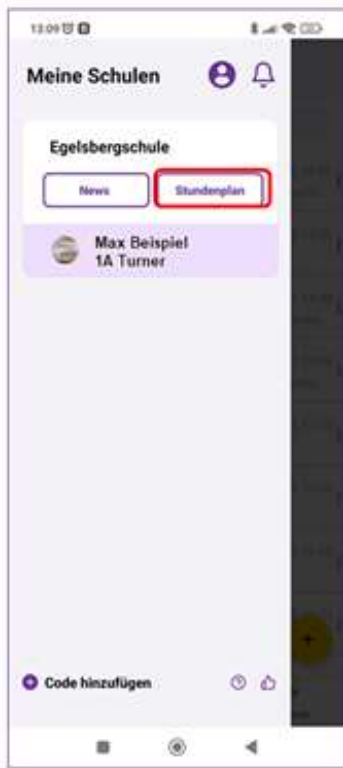 13:09
Meine Schulen
Egelsbergschule
News
Stundenplan
Max Beispiel
1A Turner
Code hinzufügen